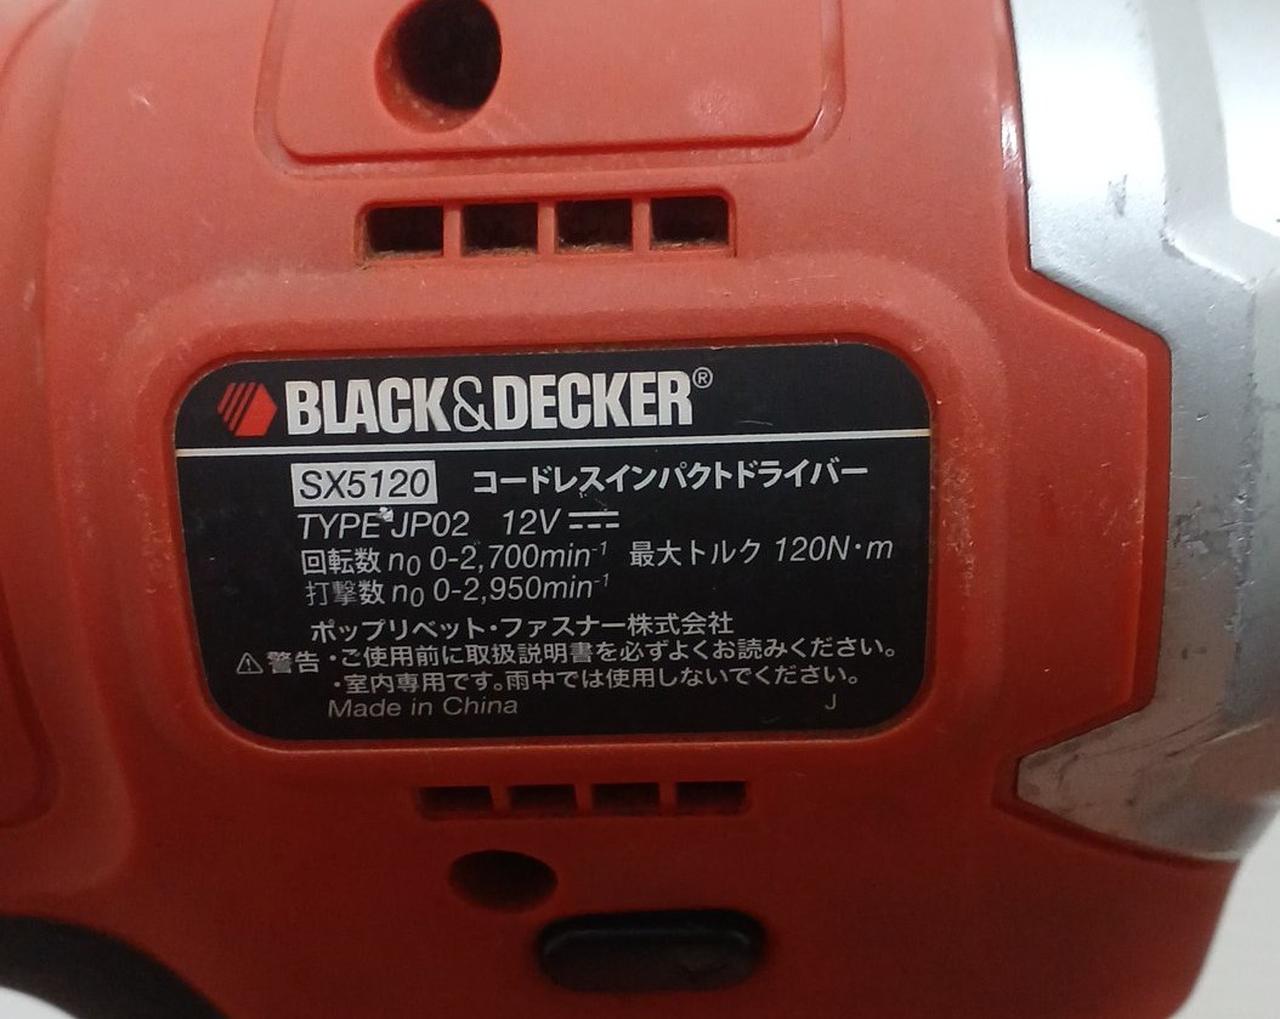 BLACK&DECKER®
SX5120 コードレスインパクトドライバー
TYPE JP02 12V
回転数 n₀ 0-2,700min⁻¹ 最大トルク 120N・m
打撃数 n₀ 0-2,950min⁻¹
ポップリベット・ファスナー株式会社
⚠警告 ・ご使用前に取扱説明書を必ずよくお読みください。
・室内専用です。雨中では使用しないでください。
Made in China J